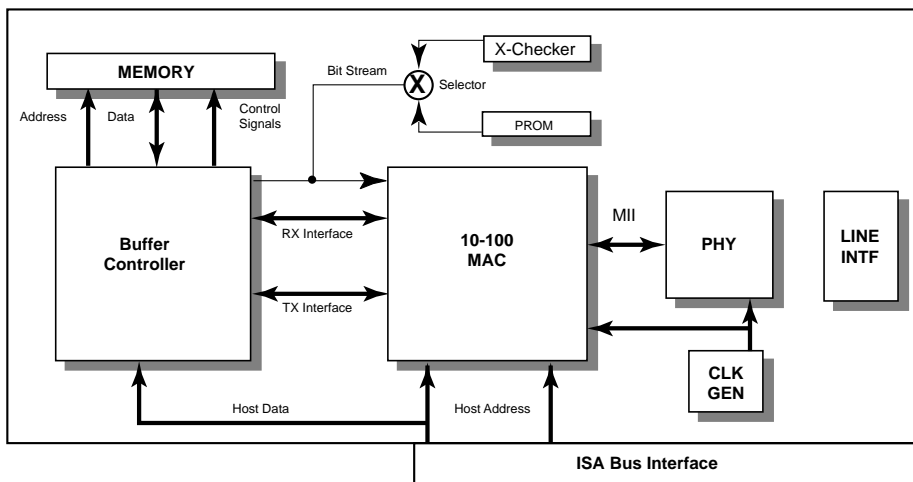 X-Checker
MEMORY
Bit Stream
Selector
X
Address
Data
Control
Signals
PROM
Buffer
Controller
RX Interface
TX Interface
10-100
MAC
MII
PHY
LINE
INTF
CLK
GEN
Host Data
Host Address
ISA Bus Interface